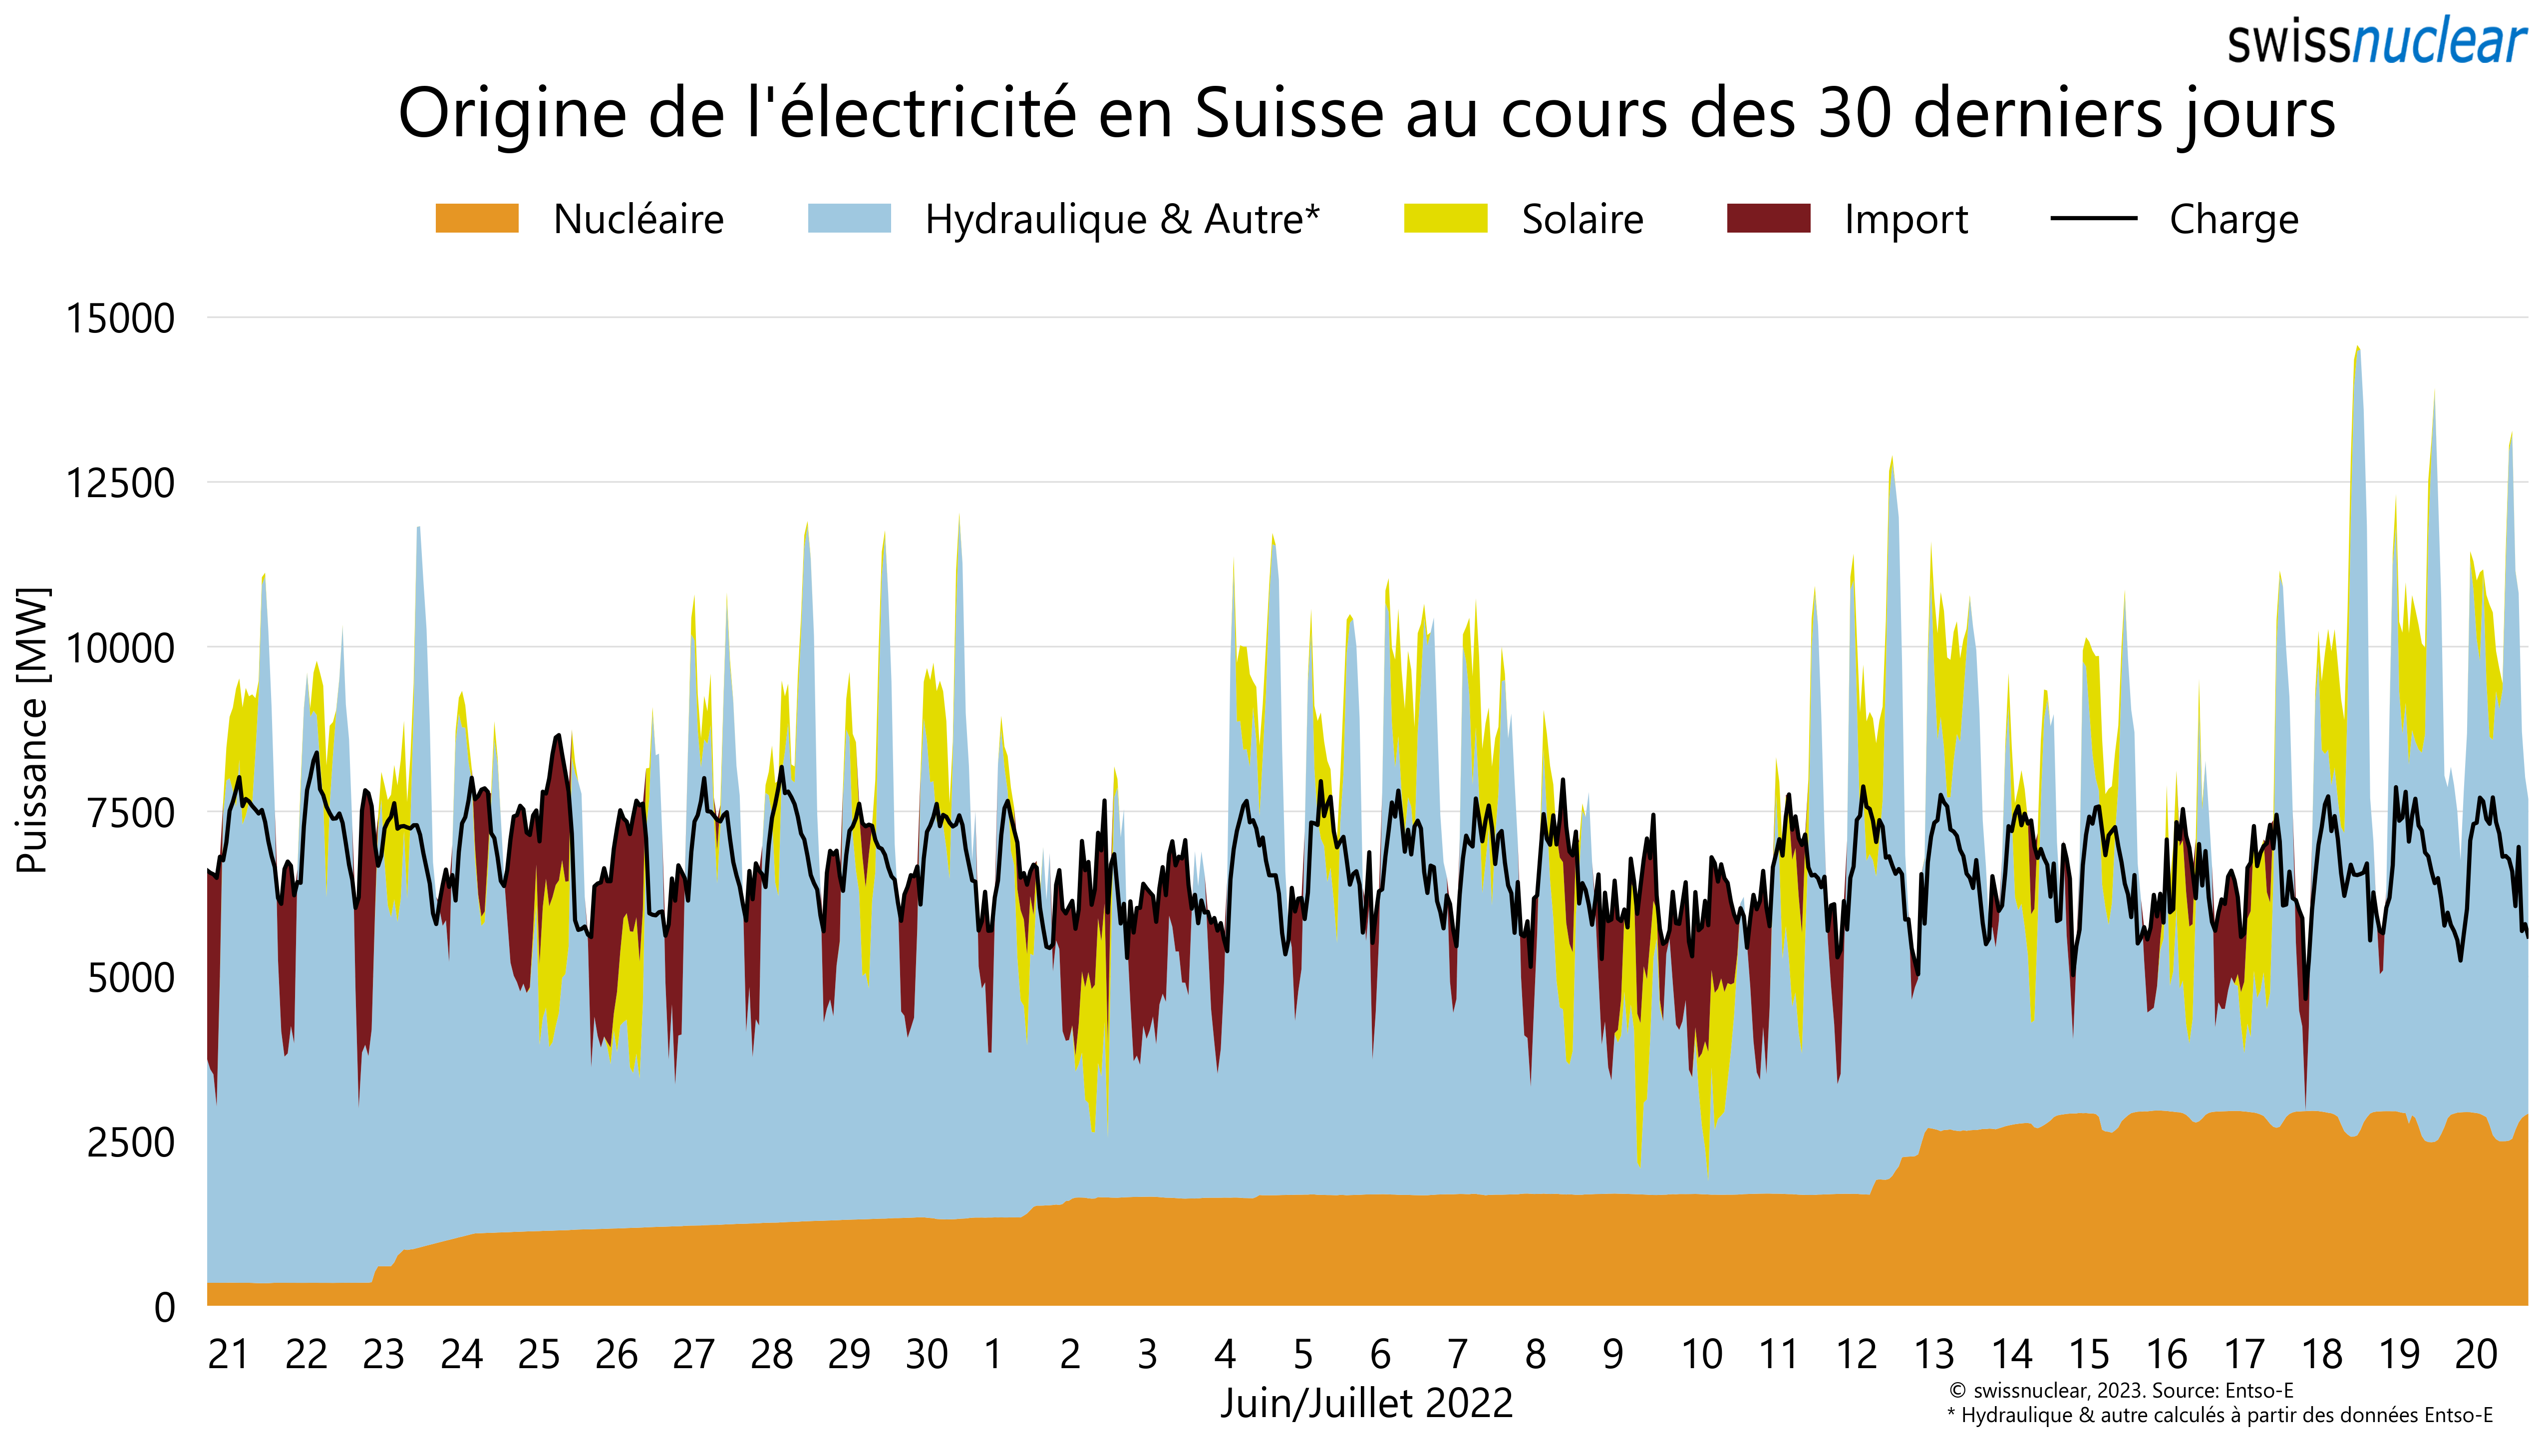 swissnuclear
Origine de l'électricité en Suisse au cours des 30 derniers jours
Nucléaire Hydraulique & Autre* Solaire Import Charge
Puissance [MW]
15000
12500
10000
7500
5000
2500
0
21 22 23 24 25 26 27 28 29 30 1 2 3 4 5 6 7 8 9 10 11 12 13 14 15 16 17 18 19 20
Juin/Juillet 2022
© swissnuclear, 2023. Source: Entso-E
* Hydraulique & autre calculés à partir des données Entso-E